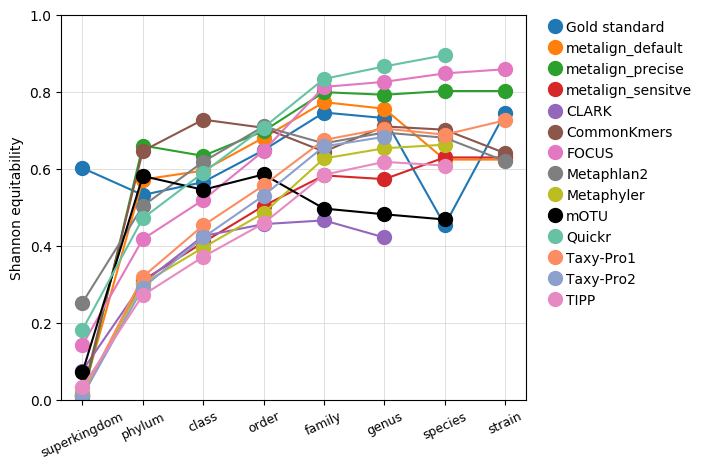 1.0
0.8
0.6
0.4
0.2
0.0
Shannon equitability
superkingdom
phylum
class
order
family
genus
species
strain
Gold standard
metalign_default
metalign_precise
metalign_sensitve
CLARK
CommonKmers
FOCUS
Metaphlan2
Metaphyler
mOTU
Quickr
Taxy-Pro1
Taxy-Pro2
TIPP